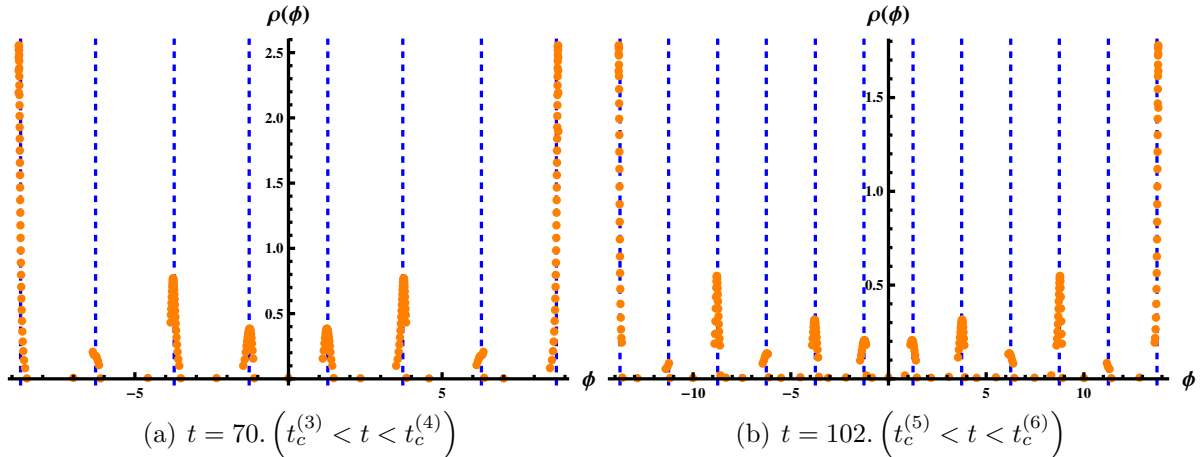 ρ(ϕ) ρ(ϕ)
2.5
2.0
1.5
1.0
0.5
−5 5 ϕ
1.5
1.0
0.5
−10 −5 5 10 ϕ
(a) t = 70. (t_c^{(3)} < t < t_c^{(4)})
(b) t = 102. (t_c^{(5)} < t < t_c^{(6)})